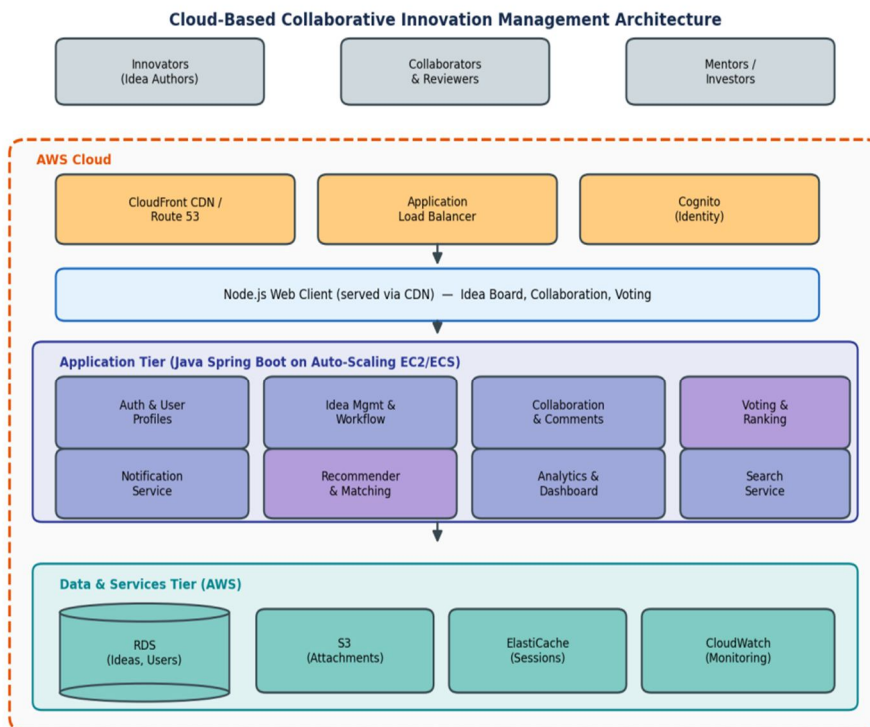 Cloud-Based Collaborative Innovation Management Architecture
Innovators
(Idea Authors)
Collaborators
& Reviewers
Mentors /
Investors
AWS Cloud
CloudFront CDN /
Route 53
Application
Load Balancer
Cognito
(Identity)
Node.js Web Client (served via CDN) — Idea Board, Collaboration, Voting
Application Tier (Java Spring Boot on Auto-Scaling EC2/ECS)
Auth & User
Profiles
Idea Mgmt &
Workflow
Collaboration
& Comments
Voting &
Ranking
Notification
Service
Recommender
& Matching
Analytics &
Dashboard
Search
Service
Data & Services Tier (AWS)
RDS
(Ideas, Users)
S3
(Attachments)
ElastiCache
(Sessions)
CloudWatch
(Monitoring)